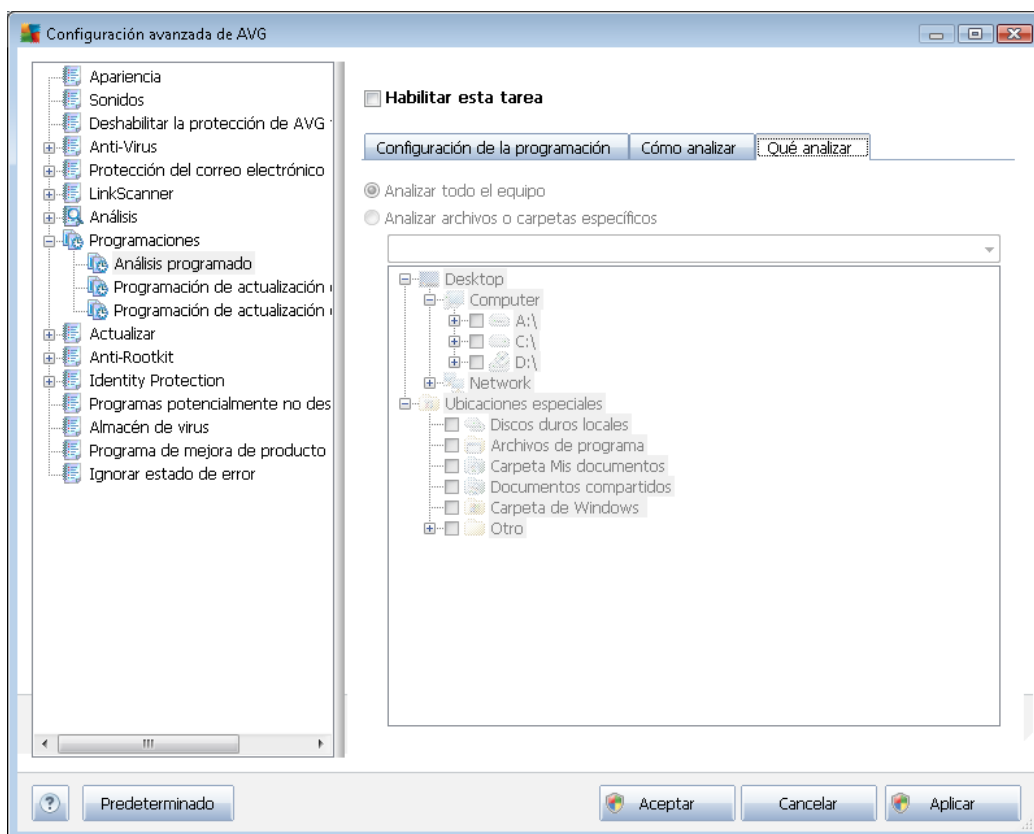 Configuración avanzada de AVG
Apariencia
Sonidos
Deshabilitar la protección de AVG
Anti-Virus
Protección del correo electrónico
LinkScanner
Análisis
Programaciones
Análisis programado
Programación de actualización
Programación de actualización
Actualizar
Anti-Rootkit
Identity Protection
Programas potencialmente no des
Almacén de virus
Programa de mejora de producto
Ignorar estado de error
Habilitar esta tarea
Configuración de la programación
Cómo analizar
Qué analizar
Analizar todo el equipo
Analizar archivos o carpetas específicos
Desktop
Computer
A:\
C:\
D:\
Network
Ubicaciones especiales
Discos duros locales
Archivos de programa
Carpeta Mis documentos
Documentos compartidos
Carpeta de Windows
Otro
?
Predeterminado
Aceptar
Cancelar
Aplicar